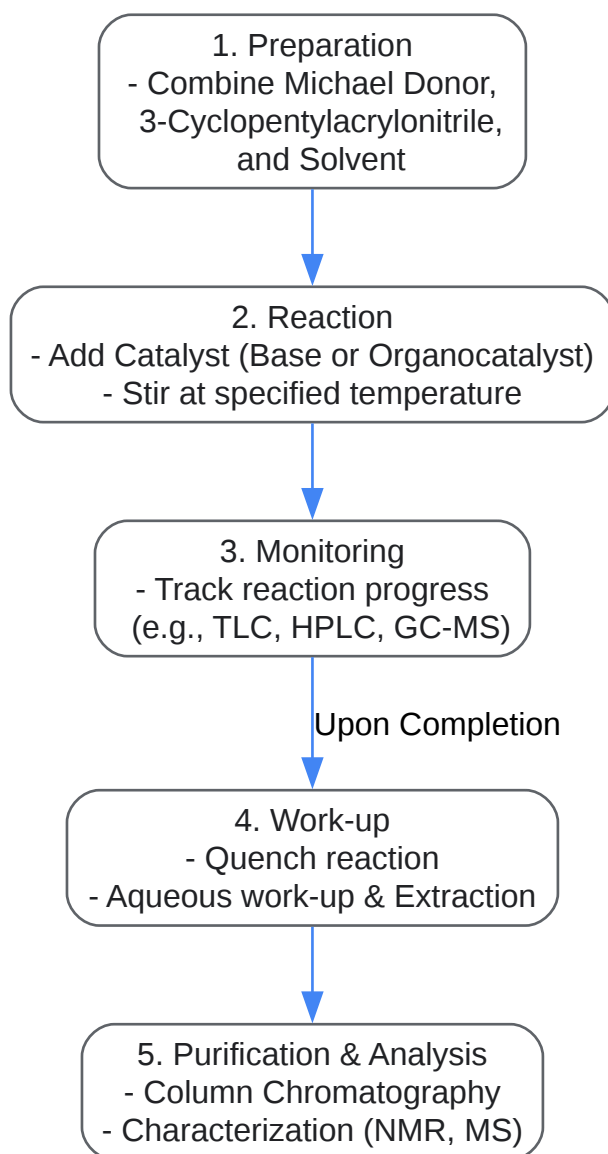 1. Preparation
- Combine Michael Donor,
3-Cyclopentylacrylonitrile,
and Solvent
2. Reaction
- Add Catalyst (Base or Organocatalyst)
- Stir at specified temperature
3. Monitoring
- Track reaction progress
(e.g., TLC, HPLC, GC-MS)
Upon Completion
4. Work-up
- Quench reaction
- Aqueous work-up & Extraction
5. Purification & Analysis
- Column Chromatography
- Characterization (NMR, MS)